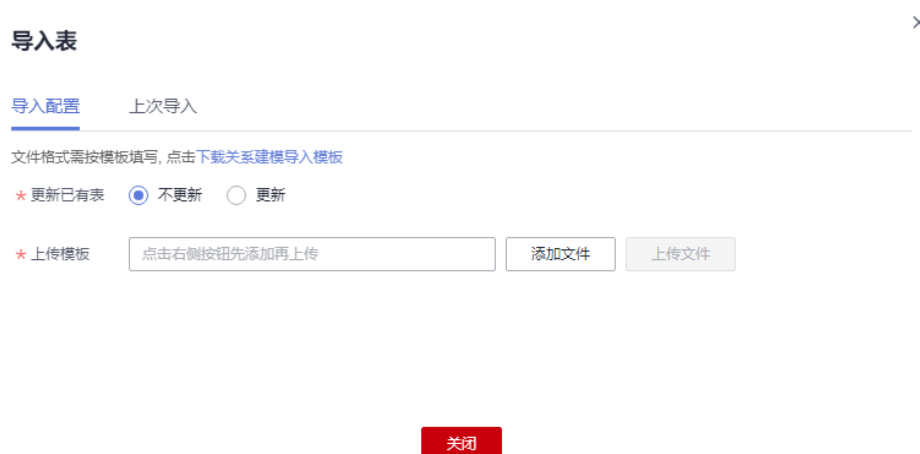 导入表
导入配置 上次导入
文件格式需按模板填写, 点击下载关系建模导入模板
* 更新已有表 不更新 更新
* 上传模板 点击右侧按钮先添加再上传 添加文件 上传文件
关闭